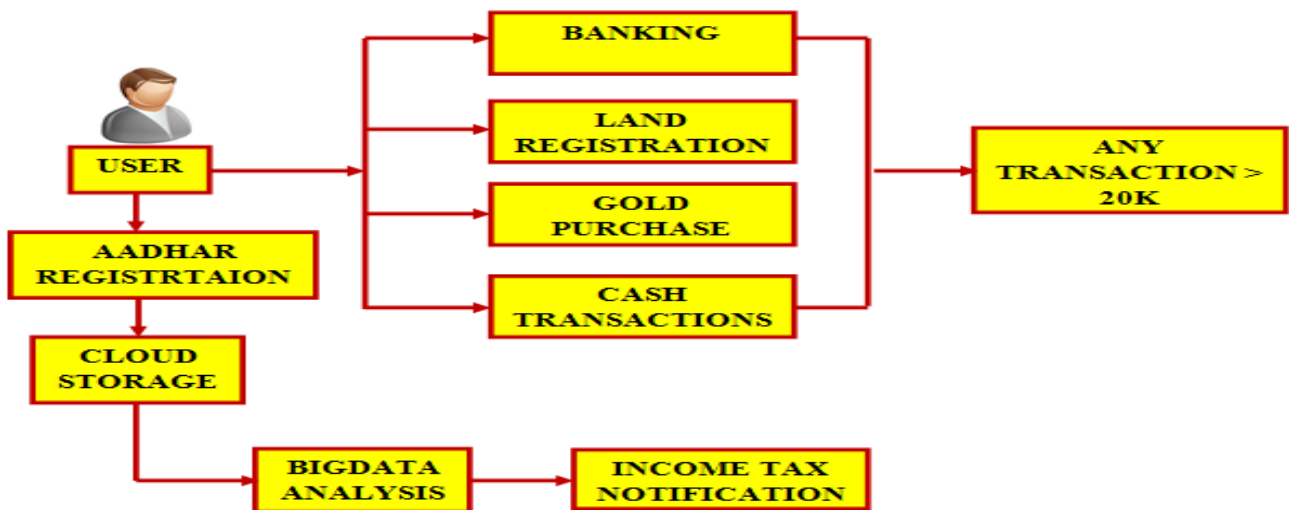 BANKING
LAND
REGISTRATION
ANY
TRANSACTION >
20K
USER
GOLD
PURCHASE
AADHAR
REGISTRTAION
CASH
TRANSACTIONS
CLOUD
STORAGE
BIGDATA
ANALYSIS
INCOME TAX
NOTIFICATION